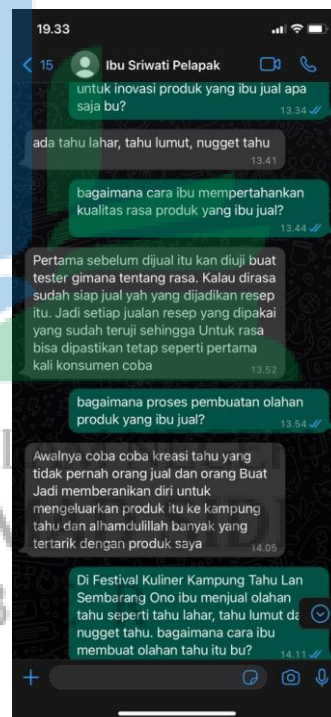 19.33
15
Ibu Sriwati Pelapak
untuk inovasi produk yang ibu jual apa
saja bu?
13.34
ada tahu lahar, tahu lumut, nugget tahu
13.41
bagaimana cara ibu mempertahankan
kualitas rasa produk yang ibu jual?
13.44
Pertama sebelum dijual itu kan diuji buat
tester gimana tentang rasa. Kalau dirasa
sudah siap jual yah yang dijadikan resep
itu. Jadi setiap jualan resep yang dipakai
yang sudah teruji sehingga Untuk rasa
bisa dipastikan tetap seperti pertama
kali konsumen coba
13.52
bagaimana proses pembuatan olahan
produk yang ibu jual?
13.54
Awalnya coba coba kreasi tahu yang
tidak pernah orang jual dan orang Buat
Jadi memberanikan diri untuk
mengeluarkan produk itu ke kampung
tahu dan alhamdulillah banyak yang
tertarik dengan produk saya
14.05
Di Festival Kuliner Kampung Tahu Lan
Sembarang Ono ibu menjual olahan
tahu seperti tahu lahar, tahu lumut da
nugget tahu. bagaimana cara ibu
membuat olahan tahu itu bu?
14.11